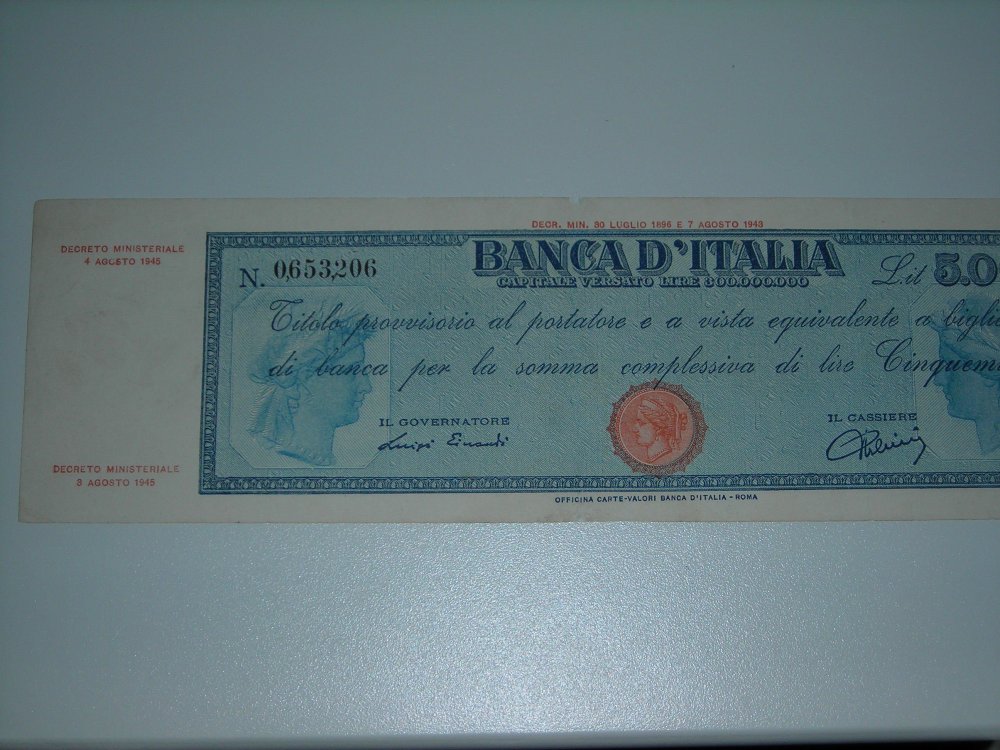 DECR. MIN. 30 LUGLIO 1896 E 7 AGOSTO 1943
DECRETO MINISTERIALE
4 AGOSTO 1945
BANCA D'ITALIA
CAPITALE VERSATO LIRE 300.000.000
N. 0,653,206
L.it 5.0
Titolo provvisorio al portatore e a vista equivalente a bigli
di banca per la somma complessiva di lire Cinquem
IL GOVERNATORE
Luigi Einaudi
IL CASSIERE
DECRETO MINISTERIALE
3 AGOSTO 1945
OFFICINA CARTE-VALORI BANCA D'ITALIA - ROMA